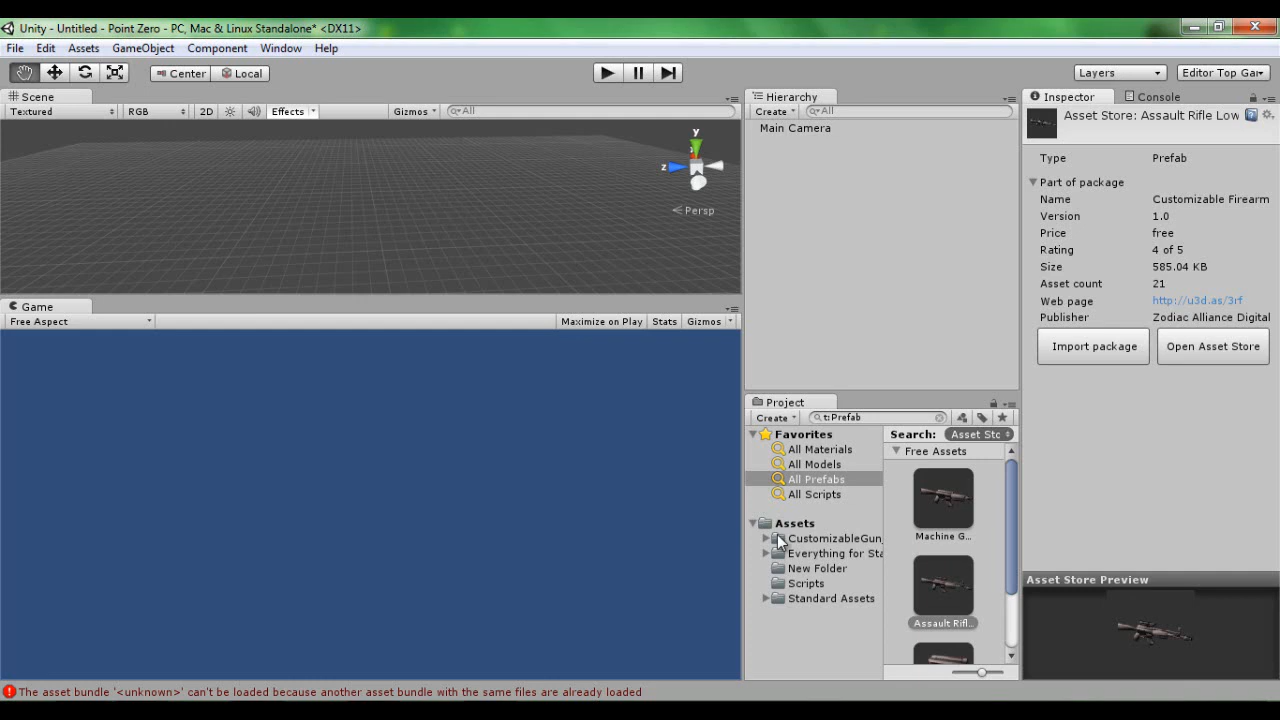 Unity - Untitled - Point Zero - PC, Mac & Linux Standalone* <DX11>
File Edit Assets GameObject Component Window Help
Center Local Layers Editor Top Gar
Scene
Textured RGB 2D Effects Gizmos All
y
z
Persp
Game
Free Aspect Maximize on Play Stats Gizmos
Hierarchy
Create All
Main Camera
Project
Create t:Prefab
Favorites
All Materials
All Models
All Prefabs
All Scripts
Assets
CustomizableGun_
Everything for Sta
New Folder
Scripts
Standard Assets
Search: Asset Sto
Free Assets
Machine G...
Assault Rifl...
Inspector Console
Asset Store: Assault Rifle Low
Type Prefab
Part of package
Name Customizable Firearm
Version 1.0
Price free
Rating 4 of 5
Size 585.04 KB
Asset count 21
Web page http://u3d.as/3rf
Publisher Zodiac Alliance Digital
Import package Open Asset Store
Asset Store Preview
The asset bundle '<unknown>' can't be loaded because another asset bundle with the same files are already loaded